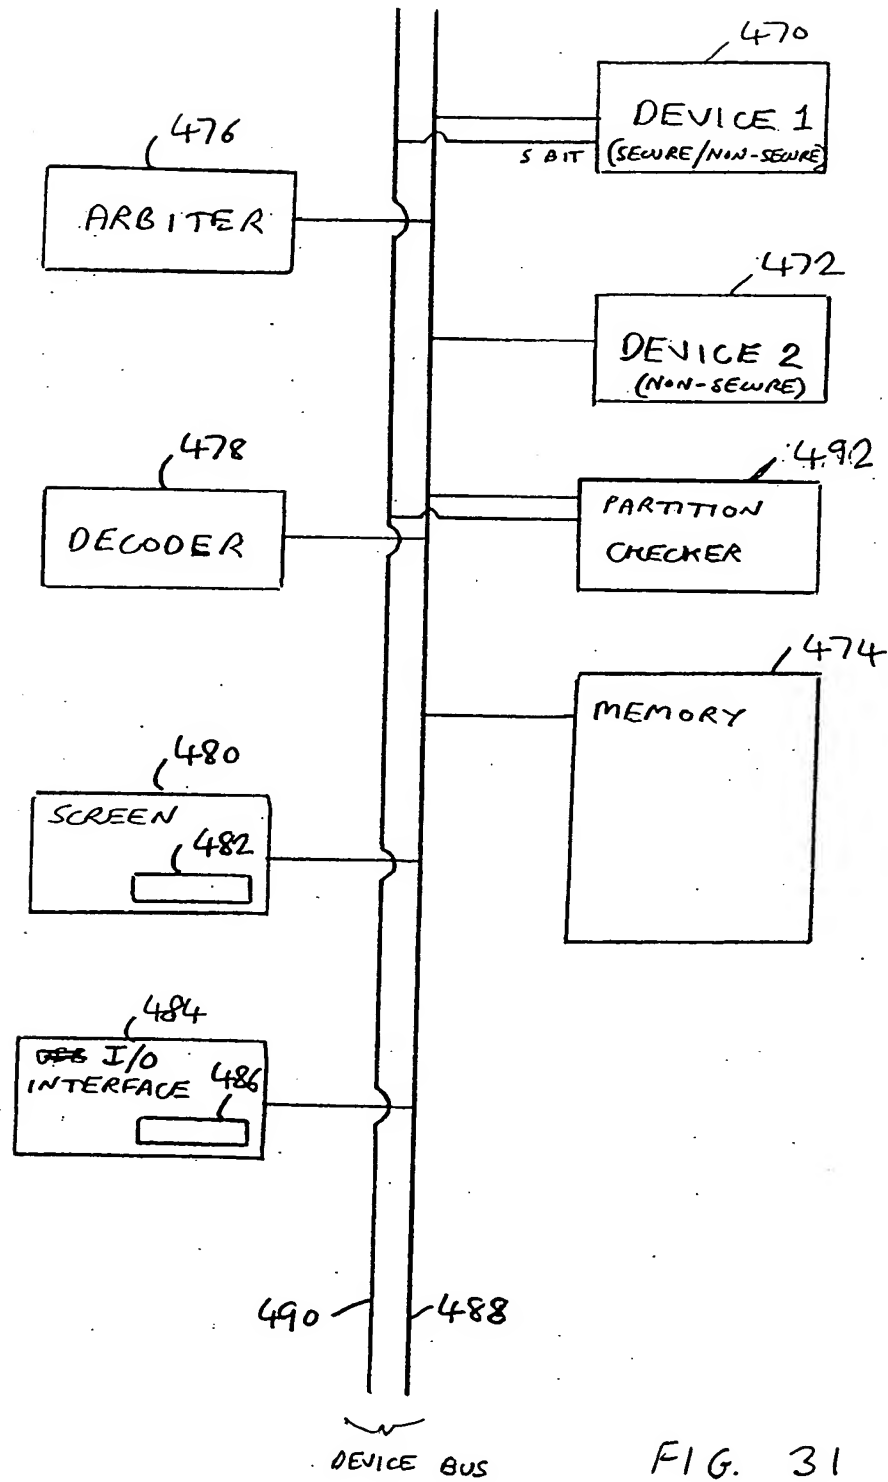 470
DEVICE 1
(SECURE/NON-SECURE)
S BIT
476
ARBITER
472
DEVICE 2
(NON-SECURE)
478
DECODER
492
PARTITION
CHECKER
474
MEMORY
480
SCREEN
482
484
I/O
INTERFACE
486
490
488
DEVICE BUS
FIG. 31